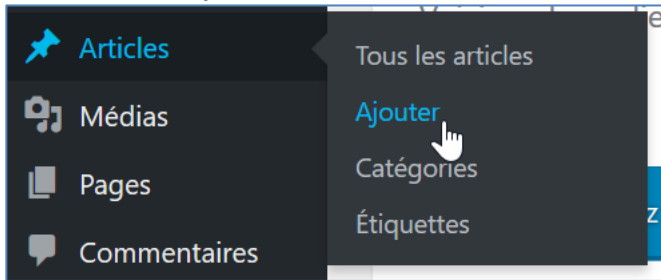 Articles
Médias
Pages
Commentaires
Tous les articles
Ajouter
Catégories
Étiquettes
z